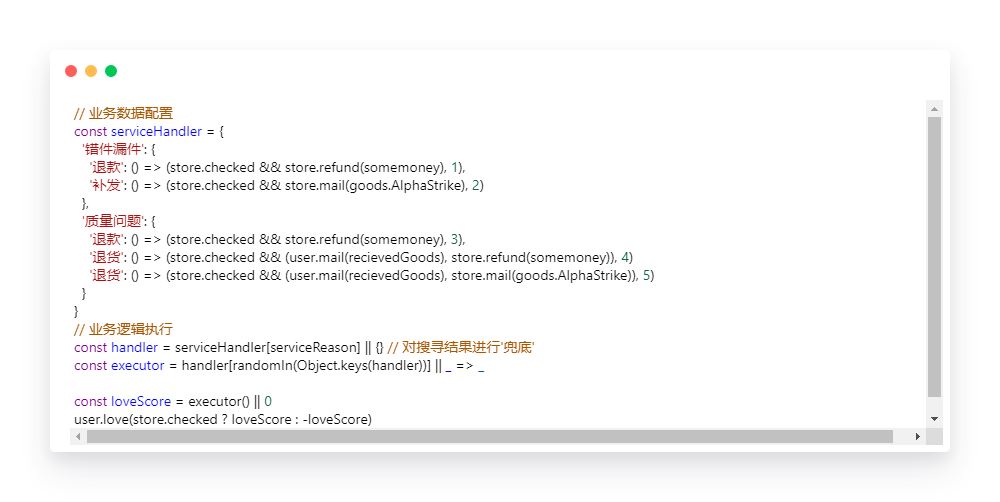 // 业务数据配置
const serviceHandler = {
  '错件漏件': {
    '退款': () => (store.checked && store.refund(somemoney), 1),
    '补发': () => (store.checked && store.mail(goods.AlphaStrike), 2)
  },
  '质量问题': {
    '退款': () => (store.checked && store.refund(somemoney), 3),
    '退货': () => (store.checked && (user.mail(recievedGoods), store.refund(somemoney)), 4)
    '退货': () => (store.checked && (user.mail(recievedGoods), store.mail(goods.AlphaStrike)), 5)
  }
}
// 业务逻辑执行
const handler = serviceHandler[serviceReason] || {} // 对搜寻结果进行'兜底'
const executor = handler[randomIn(Object.keys(handler))] || _ => _

const loveScore = executor() || 0
user.love(store.checked ? loveScore : -loveScore)